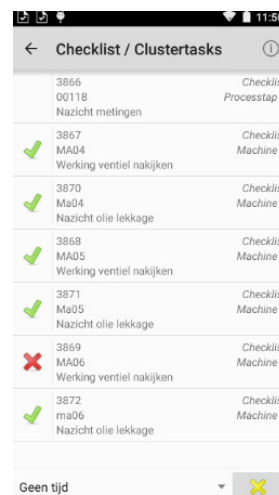 11:50
Checklist / Clustertasks
3866 Checklis
00118 Processtap
Nazicht metingen
3867 Checklis
MA04 Machine
Werking ventiel nakijken
3870 Checklis
Ma04 Machine
Nazicht olie lekkage
3868 Checklis
MA05 Machine
Werking ventiel nakijken
3871 Checklis
Ma05 Machine
Nazicht olie lekkage
3869 Checklis
MA06 Machine
Werking ventiel nakijken
3872 Checklis
ma06 Machine
Nazicht olie lekkage
Geen tijd